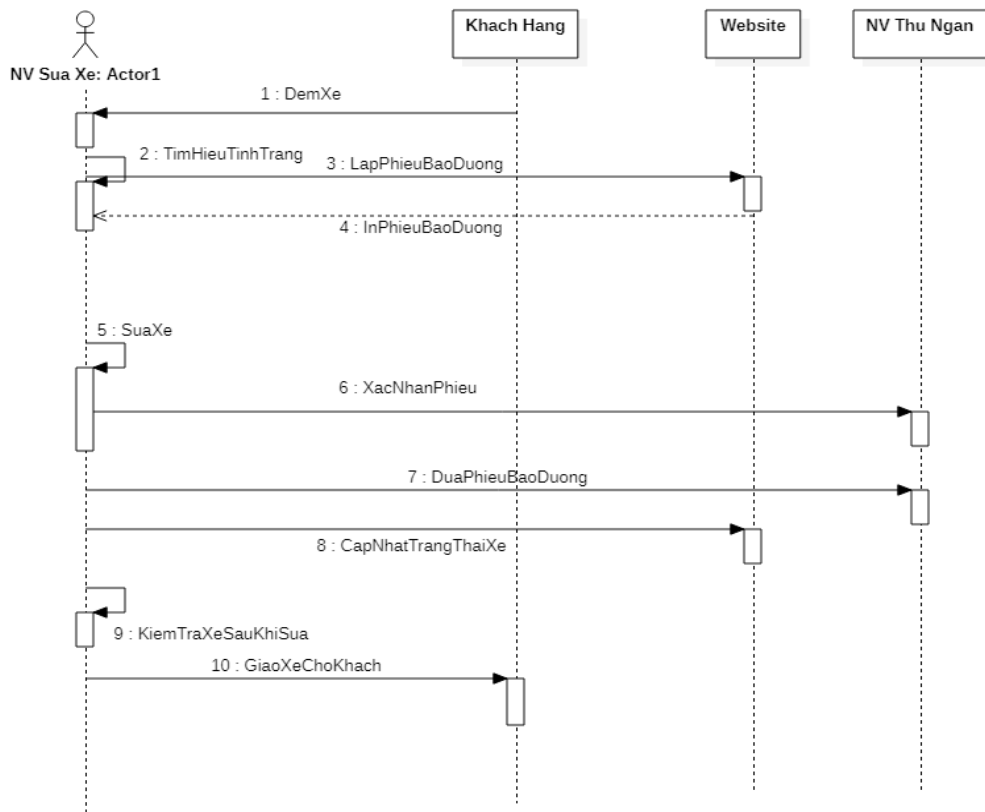 Khach Hang
Website
NV Thu Ngan
NV Sua Xe: Actor1
1 : DemXe
2 : TimHieuTinhTrang
3 : LapPhieuBaoDuong
4 : InPhieuBaoDuong
5 : SuaXe
6 : XacNhanPhieu
7 : DuaPhieuBaoDuong
8 : CapNhatTrangThaiXe
9 : KiemTraXeSauKhiSua
10 : GiaoXeChoKhach